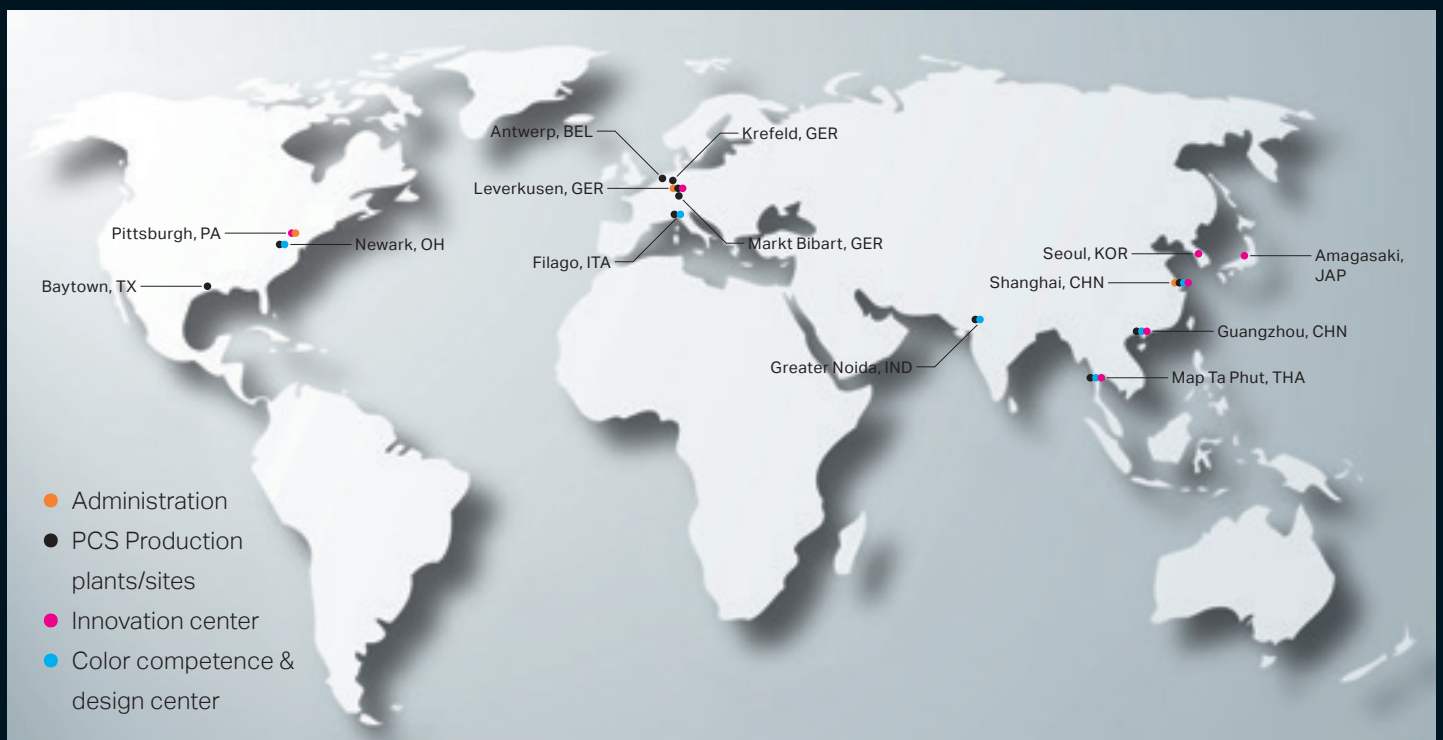 Antwerp, BEL
Krefeld, GER
Leverkusen, GER
Pittsburgh, PA
Newark, OH
Markt Bibart, GER
Filago, ITA
Baytown, TX
Seoul, KOR
Amagasaki,
JAP
Shanghai, CHN
Guangzhou, CHN
Greater Noida, IND
Map Ta Phut, THA
Administration
PCS Production
plants/sites
Innovation center
Color competence &
design center